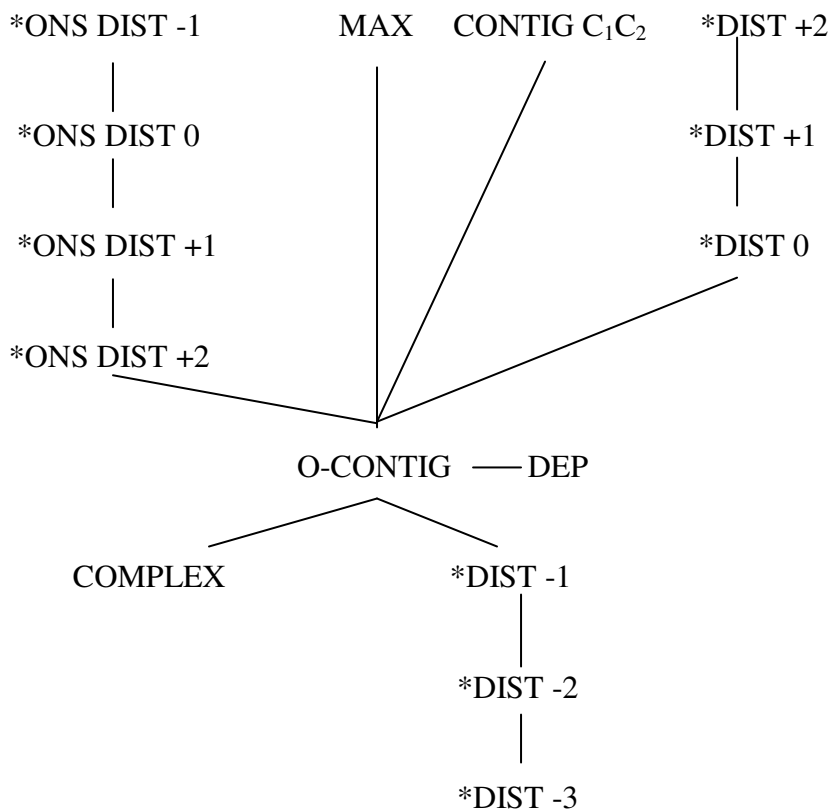 *ONS DIST -1 MAX CONTIG C₁C₂ *DIST +2
*ONS DIST 0 *DIST +1
*ONS DIST +1 *DIST 0
*ONS DIST +2
O-CONTIG DEP
COMPLEX *DIST -1
*DIST -2
*DIST -3